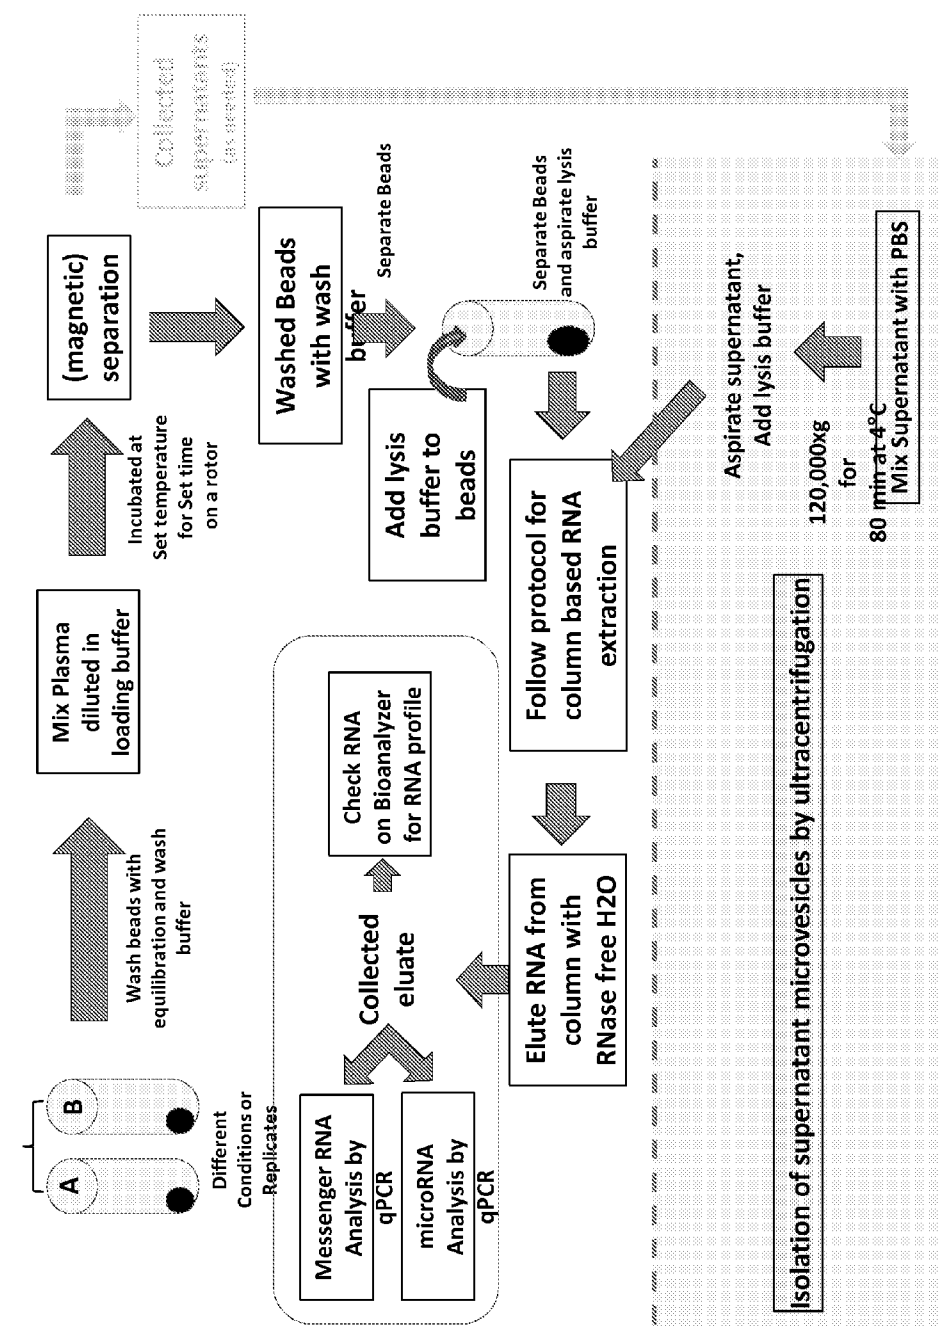 A
B
Different
Conditions or
Replicates
Wash beads with
equilibration and wash
buffer
Mix Plasma
diluted in
loading buffer
Incubated at
Set temperature
for Set time
on a rotor
(magnetic)
separation
Collected
supernatants
(as needed)
Washed Beads
with wash
buffer
Separate Beads
Add lysis
buffer to
beads
Separate Beads
and aspirate lysis
buffer
Follow protocol for
column based RNA
extraction
Elute RNA from
column with
RNase free H2O
Collected
eluate
Check RNA
on Bioanalyzer
for RNA profile
Messenger RNA
Analysis by
qPCR
microRNA
Analysis by
qPCR
Aspirate supernatant,
Add lysis buffer
120,000xg
for
80 min at 4°C
Mix Supernatant with PBS
Isolation of supernatant microvesicles by ultracentrifugation